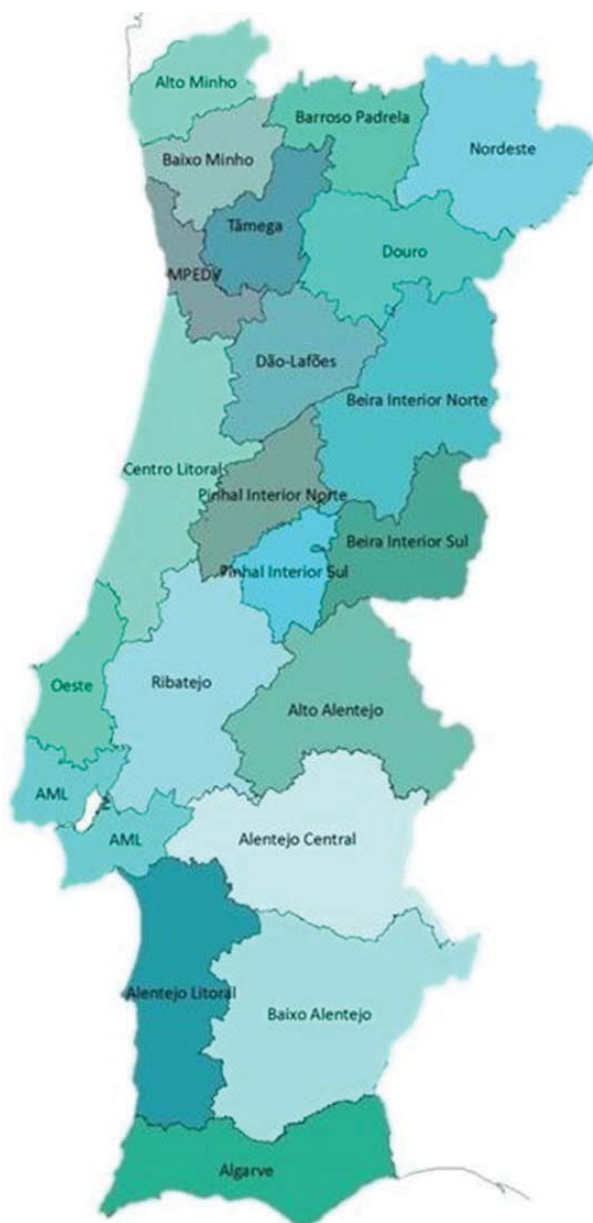 Alto Minho
Barroso Padrela
Nordeste
Baixo Minho
Tâmega
Douro
MPEDV
Dão-Lafões
Beira Interior Norte
Centro Litoral
Pinhal Interior Norte
Beira Interior Sul
Pinhal Interior Sul
Oeste
Ribatejo
Alto Alentejo
AML
AML
Alentejo Central
Alentejo Litoral
Baixo Alentejo
Algarve